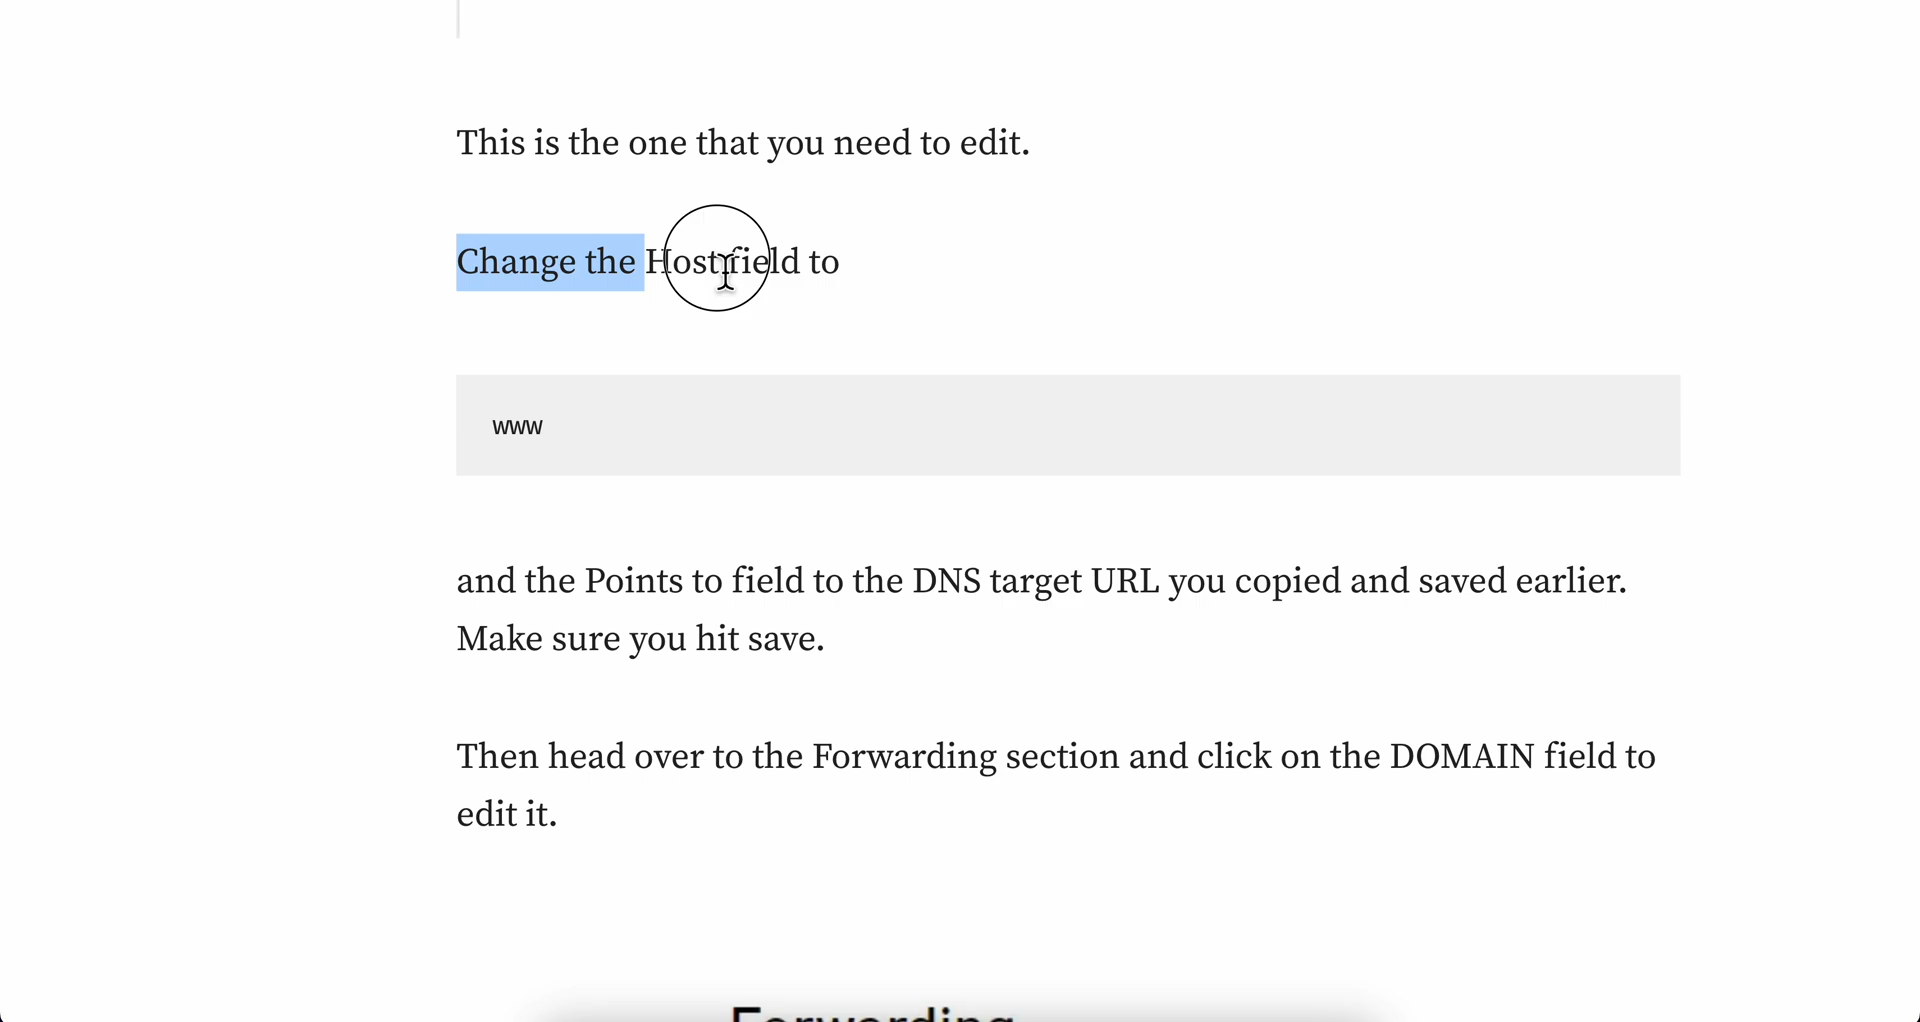 This is the one that you need to edit.
Change the Host field to
www
and the Points to field to the DNS target URL you copied and saved earlier.
Make sure you hit save.
Then head over to the Forwarding section and click on the DOMAIN field to
edit it.
Forwarding